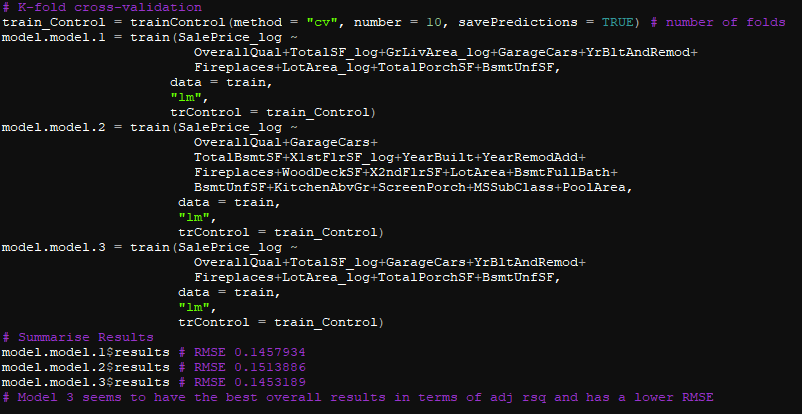 # K-fold cross-validation
train_Control = trainControl(method = "cv", number = 10, savePredictions = TRUE) # number of folds
model.model.1 = train(SalePrice_log ~
OverallQual+TotalSF_log+GrLivArea_log+GarageCars+YrBltAndRemod+
Fireplaces+LotArea_log+TotalPorchSF+BsmtUnfSF,
data = train,
"lm",
trControl = train_Control)
model.model.2 = train(SalePrice_log ~
OverallQual+GarageCars+
TotalBsmtSF+X1stFlrSF_log+YearBuilt+YearRemodAdd+
Fireplaces+WoodDeckSF+X2ndFlrSF+LotArea+BsmtFullBath+
BsmtUnfSF+KitchenAbvGr+ScreenPorch+MSSubClass+PoolArea,
data = train,
"lm",
trControl = train_Control)
model.model.3 = train(SalePrice_log ~
OverallQual+TotalSF_log+GarageCars+YrBltAndRemod+
Fireplaces+LotArea_log+TotalPorchSF+BsmtUnfSF,
data = train,
"lm",
trControl = train_Control)
# Summarise Results
model.model.1$results # RMSE 0.1457934
model.model.2$results # RMSE 0.1513886
model.model.3$results # RMSE 0.1453189
# Model 3 seems to have the best overall results in terms of adj rsq and has a lower RMSE